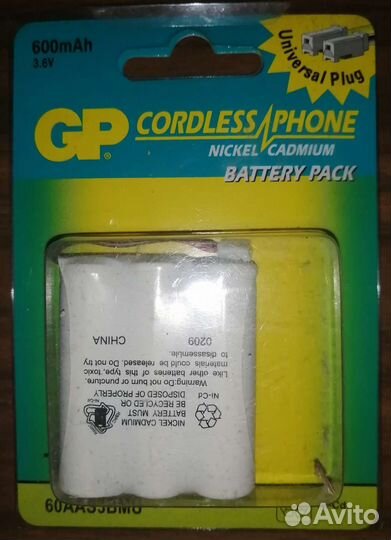 600mAh
3.6V
Universal Plug
GP
CORDLESS PHONE
NICKEL CADMIUM
BATTERY PACK
NICKEL CADMIUM
BATTERY MUST
BE RECYCLED OR
DISPOSED OF PROPERLY
Ni-Cd
Warning:Do not burn or puncture.
Like other batteries of this type, toxic
materials could be released. Do not try
to disassemble.
0209
CHINA
60AAS3BMU
Avito